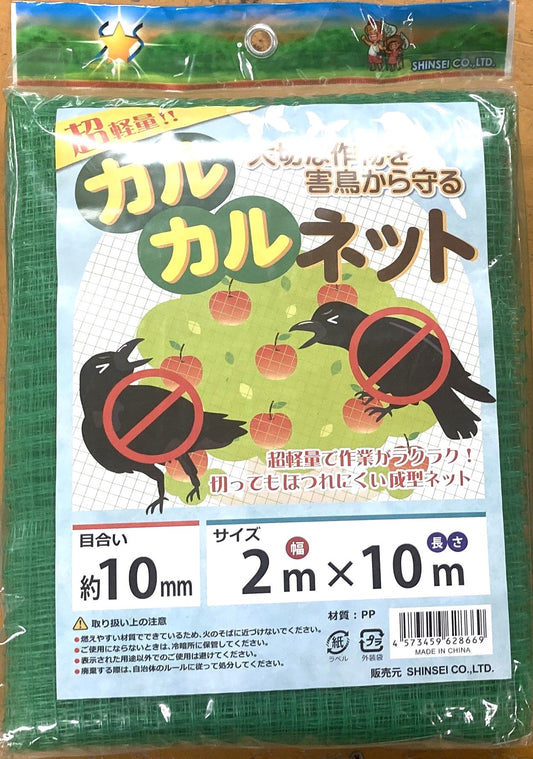 SHINSEI CO.,LTD.
超軽量!!
大切な作物を
害鳥から守る
カル
カル
ネット
超軽量で作業がラクラク！
切ってもほつれにくい成型ネット
目合い
約10mm
サイズ
幅 長さ
2m×10m
取り扱い上の注意
●燃えやすい材質でできているため、火のそばに近づけないでください。
●ご使用にならないときは、冷暗所に保管してください。
●表示された用途以外でのご使用は避けてください。
●廃棄する際は、自治体のルールに従って処分してください。
材質：PP
紙
ラベル
プラ
外装袋
4 573459 628669
MADE IN CHINA
販売元 SHINSEI CO.,LTD.